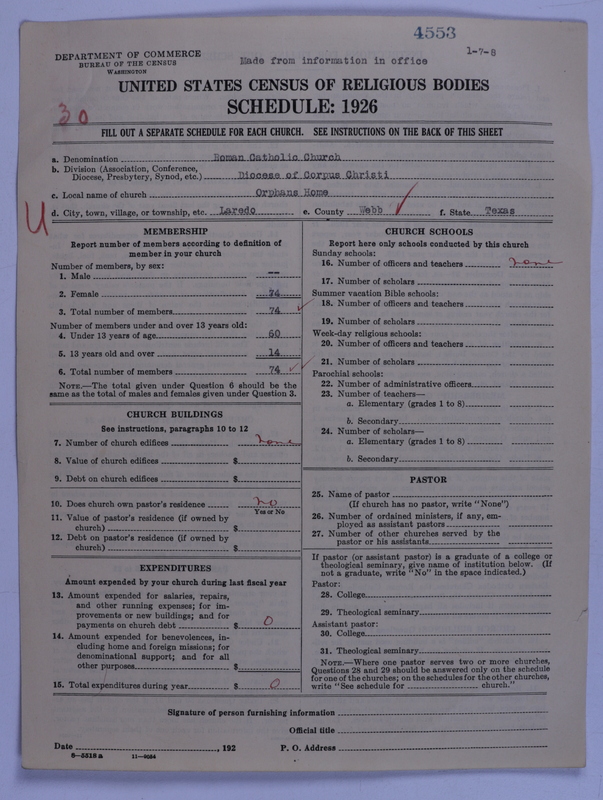 4553
DEPARTMENT OF COMMERCE
BUREAU OF THE CENSUS
WASHINGTON
Made from information in office
1-7-8
UNITED STATES CENSUS OF RELIGIOUS BODIES
SCHEDULE: 1926
30
FILL OUT A SEPARATE SCHEDULE FOR EACH CHURCH. SEE INSTRUCTIONS ON THE BACK OF THIS SHEET
a. Denomination Roman Catholic Church
b. Division (Association, Conference, Diocese, Presbytery, Synod, etc.) Diocese of Corpus Christi
c. Local name of church Orphans Home
U
d. City, town, village, or township, etc. Laredo e. County Webb f. State Texas
MEMBERSHIP
Report number of members according to definition of
member in your church
Number of members, by sex:
1. Male --
2. Female 74
3. Total number of members 74
Number of members under and over 13 years old:
4. Under 13 years of age 60
5. 13 years old and over 14
6. Total number of members 74
NOTE.—The total given under Question 6 should be the
same as the total of males and females given under Question 3.
CHURCH BUILDINGS
See instructions, paragraphs 10 to 12
7. Number of church edifices none
8. Value of church edifices $
9. Debt on church edifices $
10. Does church own pastor's residence no
Yes or No
11. Value of pastor's residence (if owned by
church) $
12. Debt on pastor's residence (if owned by
church) $
EXPENDITURES
Amount expended by your church during last fiscal year
13. Amount expended for salaries, repairs,
and other running expenses; for im-
provements or new buildings; and for
payments on church debt $ 0
14. Amount expended for benevolences, in-
cluding home and foreign missions; for
denominational support; and for all
other purposes $
15. Total expenditures during year $ 0
CHURCH SCHOOLS
Report here only schools conducted by this church
Sunday schools:
16. Number of officers and teachers none
17. Number of scholars
Summer vacation Bible schools:
18. Number of officers and teachers
19. Number of scholars
Week-day religious schools:
20. Number of officers and teachers
21. Number of scholars
Parochial schools:
22. Number of administrative officers
23. Number of teachers—
a. Elementary (grades 1 to 8)
b. Secondary
24. Number of scholars—
a. Elementary (grades 1 to 8)
b. Secondary
PASTOR
25. Name of pastor
(If church has no pastor, write "None")
26. Number of ordained ministers, if any, em-
ployed as assistant pastors
27. Number of other churches served by the
pastor or his assistants
If pastor (or assistant pastor) is a graduate of a college or
theological seminary, give name of institution below. (If
not a graduate, write "No" in the space indicated.)
Pastor:
28. College
29. Theological seminary
Assistant pastor:
30. College
31. Theological seminary
NOTE.—Where one pastor serves two or more churches,
Questions 28 and 29 should be answered only on the schedule
for one of the churches; on the schedules for the other churches,
write "See schedule for church."
Signature of person furnishing information
Official title
Date , 192 P. O. Address
8—5518 a 11—9034